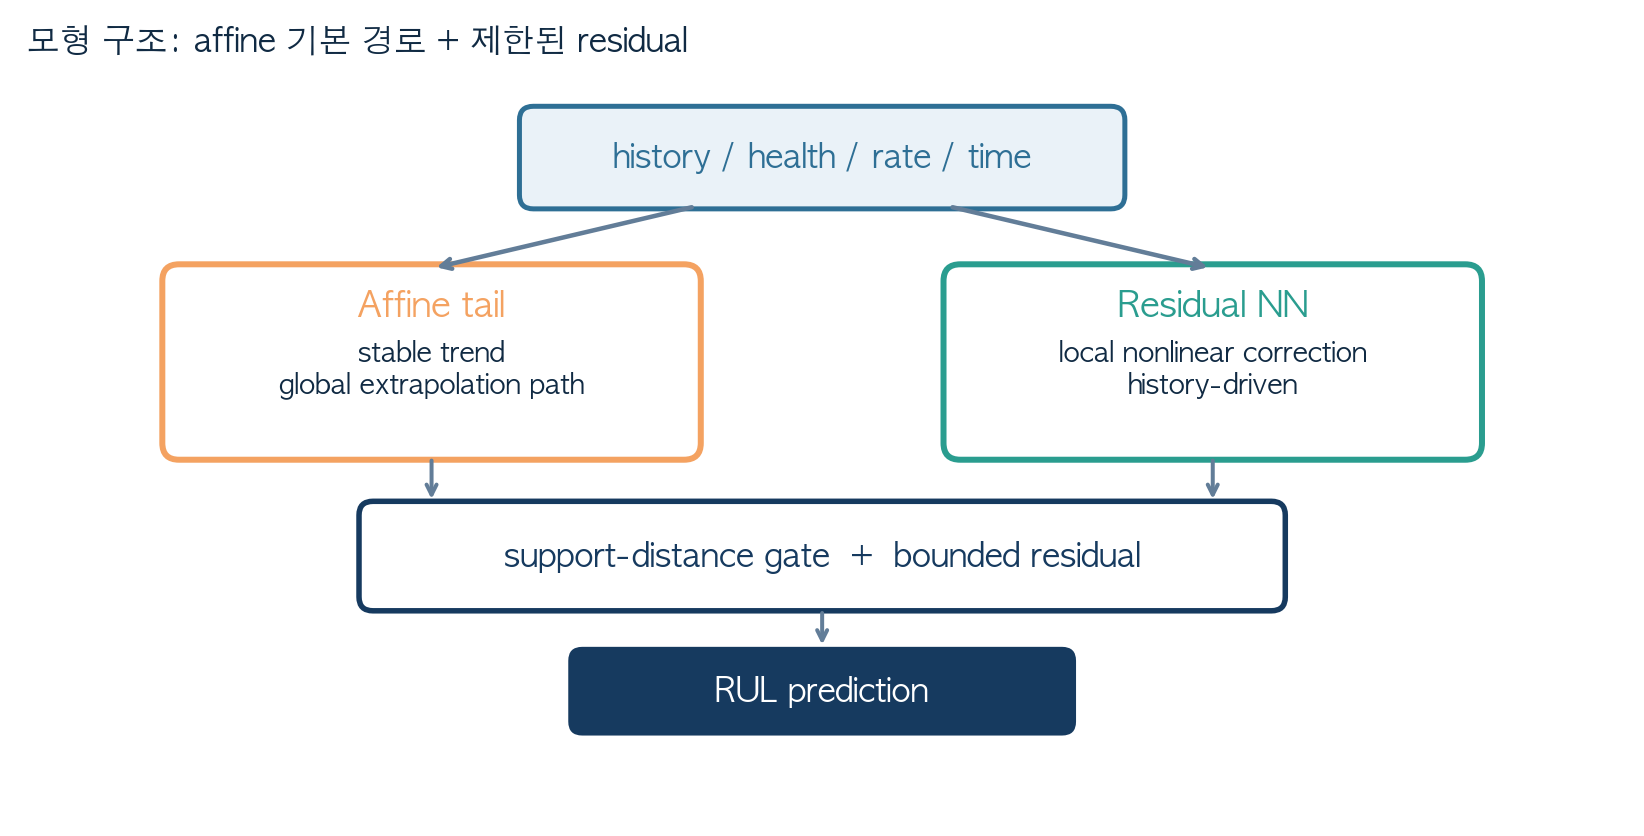 모형 구조: affine 기본 경로 + 제한된 residual
history / health / rate / time
Affine tail
stable trend
global extrapolation path
Residual NN
local nonlinear correction
history-driven
support-distance gate + bounded residual
RUL prediction